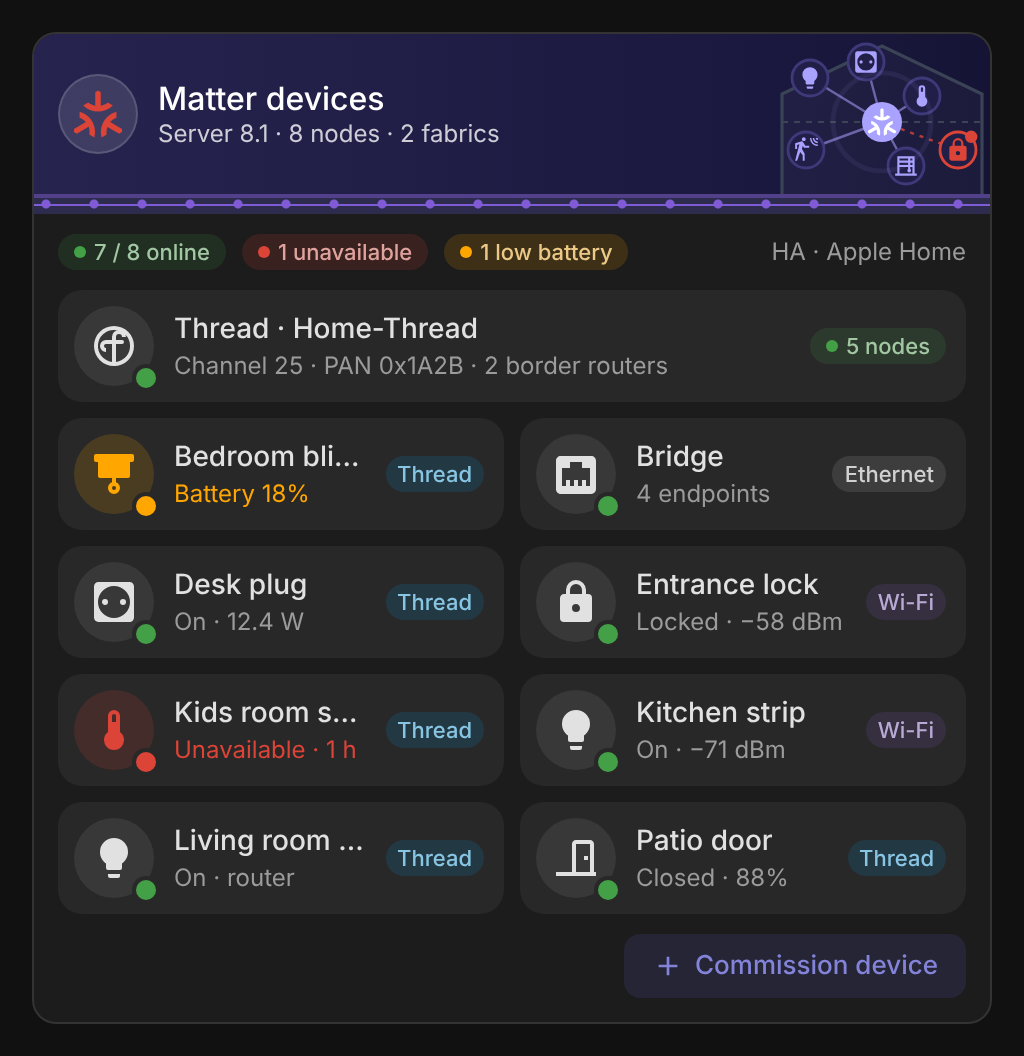 Matter devices
Server 8.1 · 8 nodes · 2 fabrics
7 / 8 online
1 unavailable
1 low battery
HA · Apple Home
Thread · Home-Thread
Channel 25 · PAN 0x1A2B · 2 border routers
5 nodes
Bedroom bli...
Battery 18%
Thread
Bridge
4 endpoints
Ethernet
Desk plug
On · 12.4 W
Thread
Entrance lock
Locked · −58 dBm
Wi-Fi
Kids room s...
Unavailable · 1 h
Thread
Kitchen strip
On · −71 dBm
Wi-Fi
Living room ...
On · router
Thread
Patio door
Closed · 88%
Thread
+ Commission device